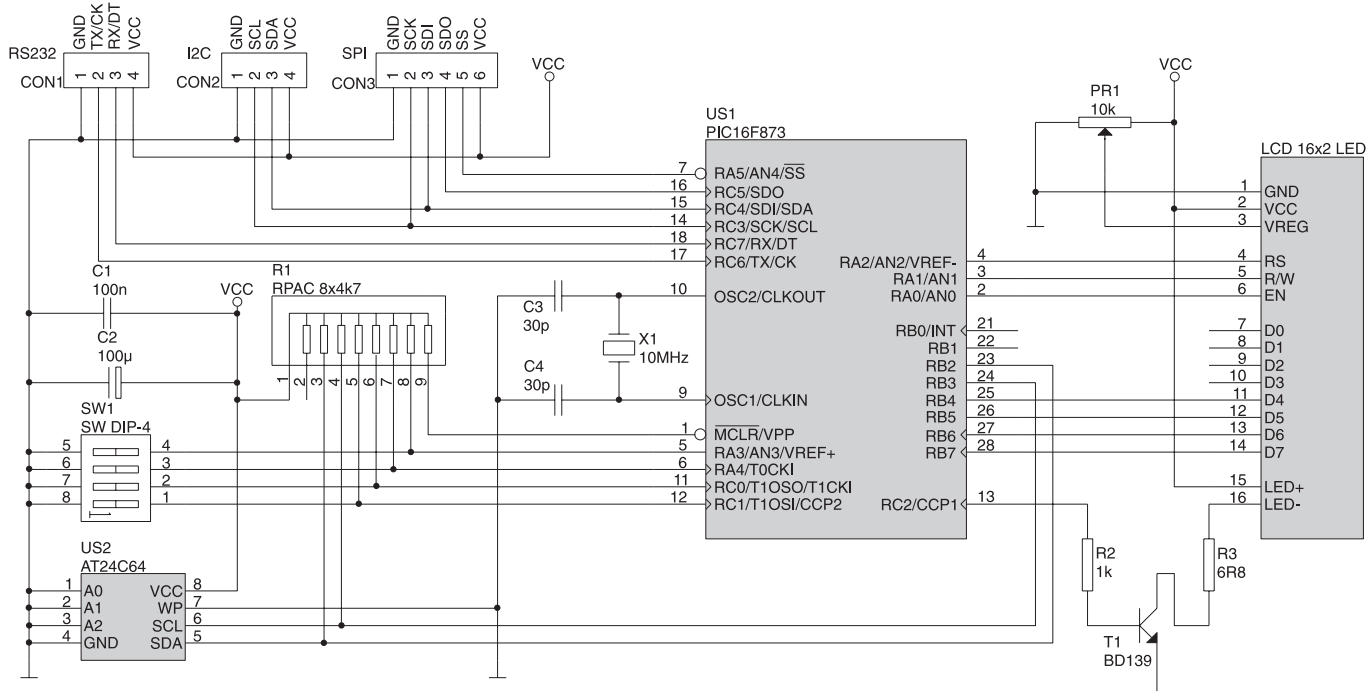 RS232
GND
TX/CK
RX/DT
VCC
1 2 3 4
CON1
I2C
GND
SCL
SDA
VCC
1 2 3 4
CON2
SPI
GND
SCK
SDI
SDO
SS
VCC
1 2 3 4 5 6
CON3
VCC
VCC
PR1
10k
US1
PIC16F873
7 RA5/AN4/SS
16 RC5/SDO
15 RC4/SDI/SDA
14 RC3/SCK/SCL
18 RC7/RX/DT
17 RC6/TX/CK
10 OSC2/CLKOUT
9 OSC1/CLKIN
1 MCLR/VPP
5 RA3/AN3/VREF+
6 RA4/T0CKI
11 RC0/T1OSO/T1CKI
12 RC1/T1OSI/CCP2
RA2/AN2/VREF- 4
RA1/AN1 3
RA0/AN0 2
RB0/INT 21
RB1 22
RB2 23
RB3 24
RB4 25
RB5 26
RB6 27
RB7 28
RC2/CCP1 13
LCD 16x2 LED
1 GND
2 VCC
3 VREG
4 RS
5 R/W
6 EN
7 D0
8 D1
9 D2
10 D3
11 D4
12 D5
13 D6
14 D7
15 LED+
16 LED-
C1
100n
VCC
C2
100µ
R1
RPAC 8x4k7
1 2 3 4 5 6 7 8 9
C3
30p
X1
10MHz
C4
30p
SW1
SW DIP-4
5 4
6 3
7 2
8 1
US2
AT24C64
1 A0 VCC 8
2 A1 WP 7
3 A2 SCL 6
4 GND SDA 5
R2
1k
R3
6R8
T1
BD139